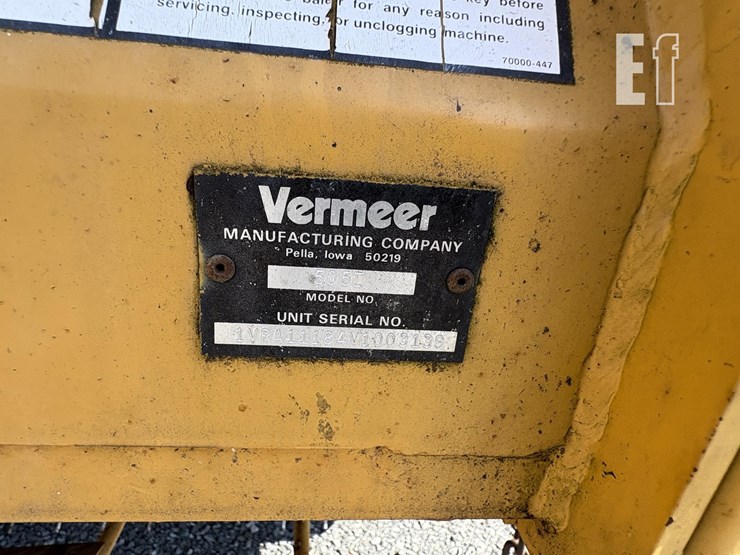 key before
baler for any reason including
servicing, inspecting, or unclogging machine.
70000-447
Ef
Vermeer
MANUFACTURING COMPANY
Pella, Iowa 50219
505I
MODEL NO.
UNIT SERIAL NO.